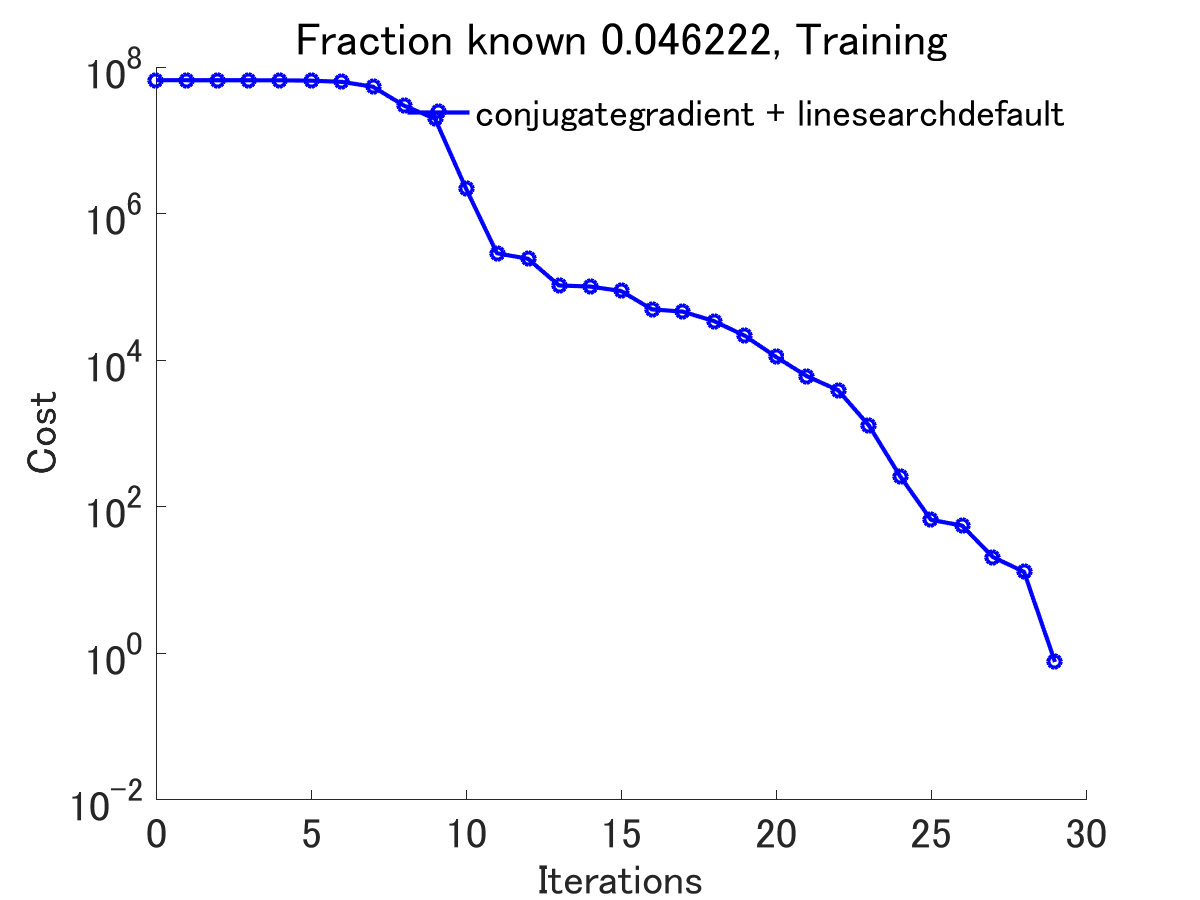 Fraction known 0.046222, Training
conjugategradient + linesearchdefault
Cost
10^8
10^6
10^4
10^2
10^0
10^-2
0 5 10 15 20 25 30
Iterations